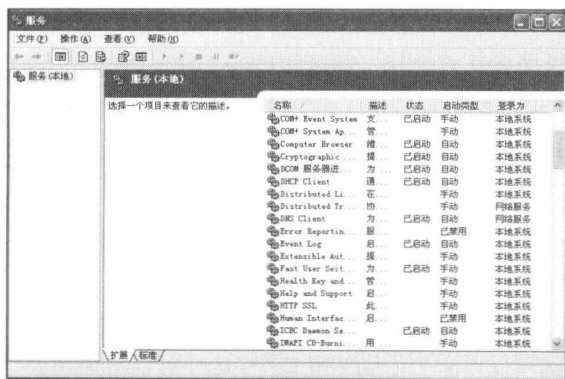 服务
文件(F) 操作(A) 查看(V) 帮助(H)
服务(本地)
服务(本地)
选择一个项目来查看它的描述。
名称 描述 状态 启动类型 登录为
COM+ Event System 支... 已启动 手动 本地系统
COM+ System Ap... 管... 手动 本地系统
Computer Browser 维... 已启动 自动 本地系统
Cryptographic ... 提... 已启动 自动 本地系统
DCOM 服务器进... 为... 已启动 自动 本地系统
DHCP Client 通... 已启动 自动 本地系统
Distributed Li... 在... 手动 本地系统
Distributed Tr... 协... 手动 网络服务
DNS Client 为... 已启动 自动 网络服务
Error Reportin... 服... 已禁用 本地系统
Event Log 启... 已启动 自动 本地系统
Extensible Aut... 提... 手动 本地系统
Fast User Swit... 为... 已启动 手动 本地系统
Health Key and... 管... 手动 本地系统
Help and Support 启... 手动 本地系统
HTTP SSL 此... 手动 本地系统
Human Interfac... 启... 已禁用 本地系统
ICBC Daemon Se... 已启动 自动 本地系统
IMAPI CD-Burni... 用... 手动 本地系统
扩展 标准